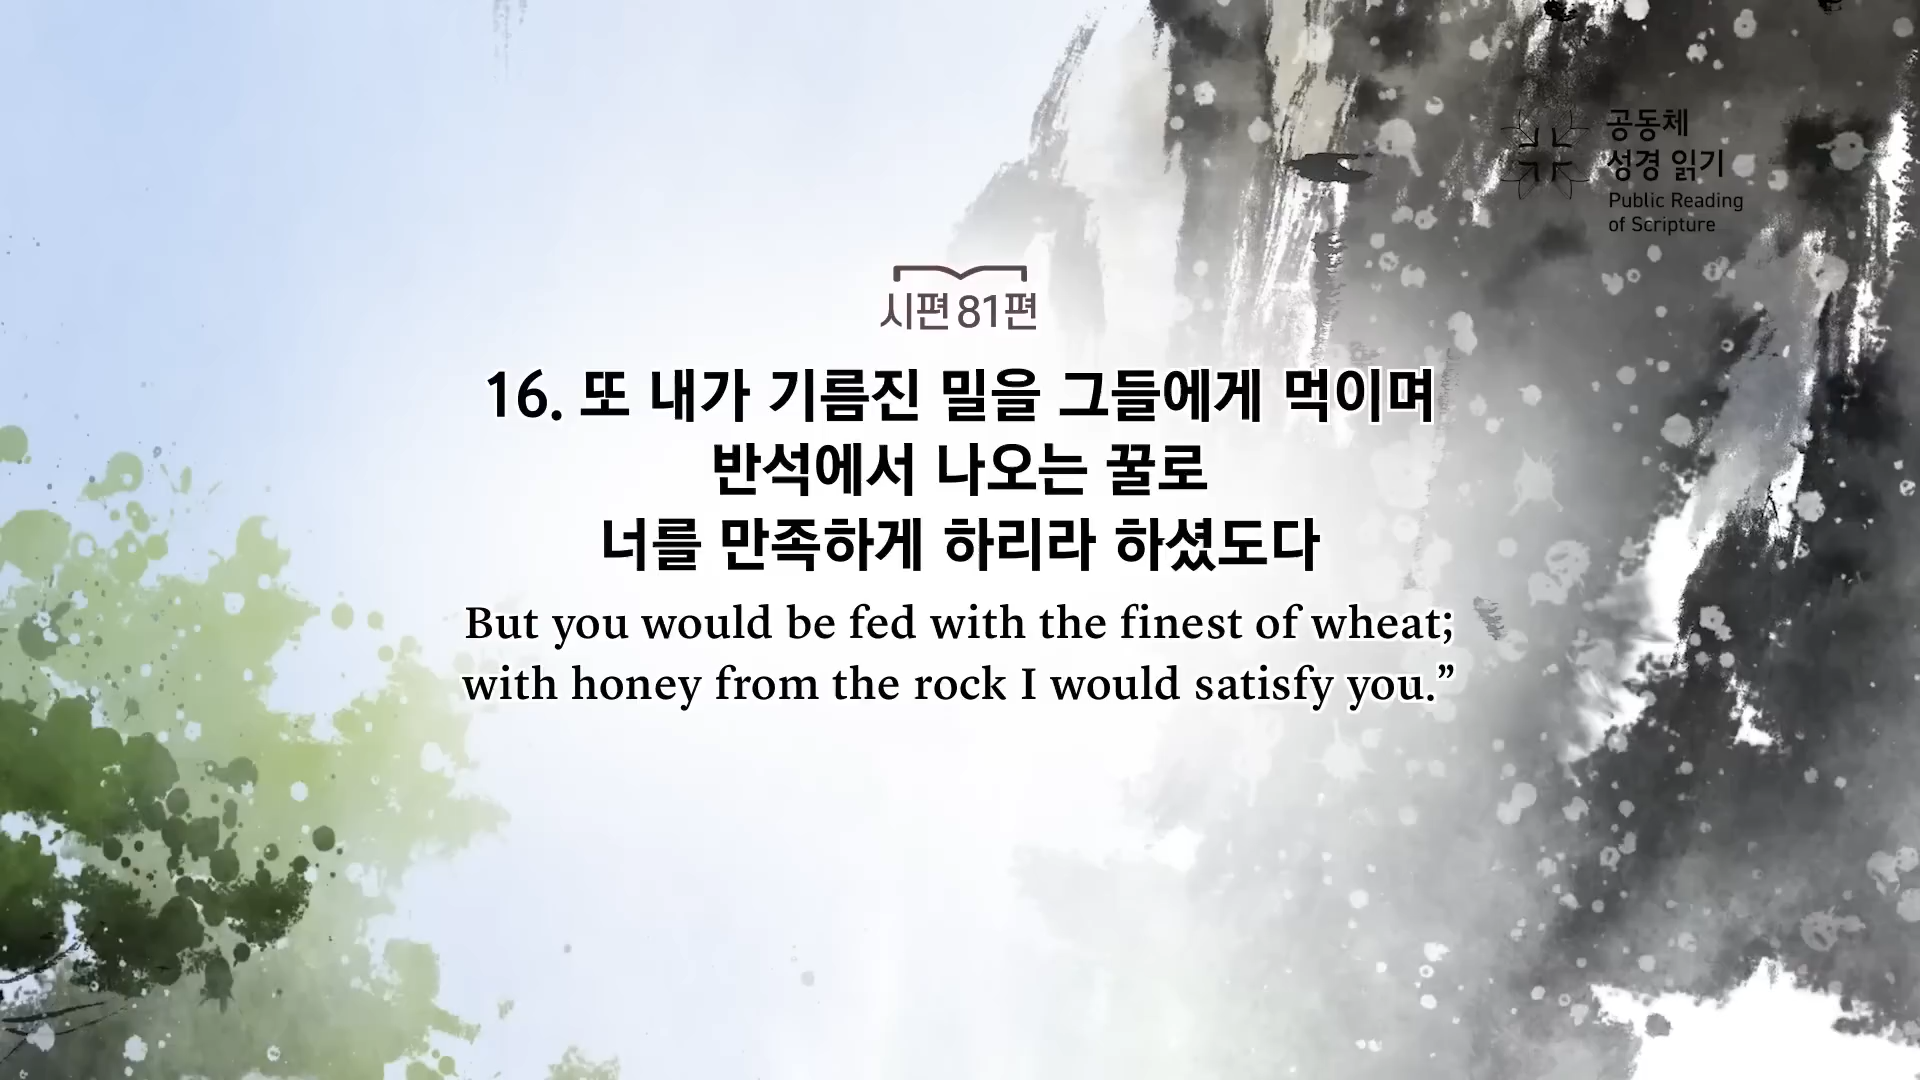 공동체
성경 읽기
Public Reading
of Scripture
시편 81편
16. 또 내가 기름진 밀을 그들에게 먹이며
반석에서 나오는 꿀로
너를 만족하게 하리라 하셨도다
But you would be fed with the finest of wheat;
with honey from the rock I would satisfy you.”